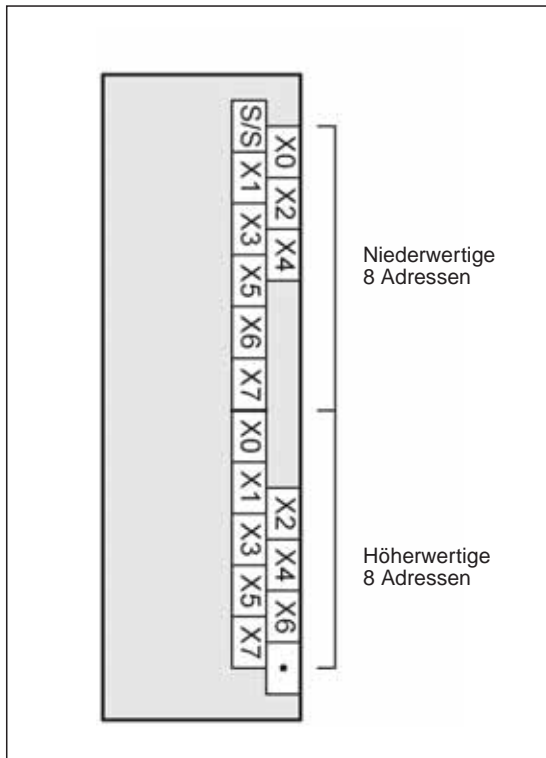 S/S X1 X3 X5 X6 X7 X0 X1 X3 X5 X7
X0 X2 X4
X2 X4 X6 •
Niederwertige
8 Adressen
Höherwertige
8 Adressen